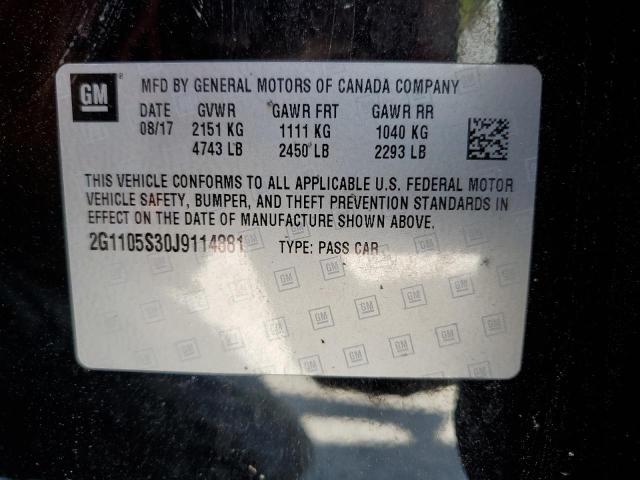 GM
MFD BY GENERAL MOTORS OF CANADA COMPANY
DATE GVWR GAWR FRT GAWR RR
08/17 2151 KG 1111 KG 1040 KG
4743 LB 2450 LB 2293 LB
THIS VEHICLE CONFORMS TO ALL APPLICABLE U.S. FEDERAL MOTOR
VEHICLE SAFETY, BUMPER, AND THEFT PREVENTION STANDARDS IN
EFFECT ON THE DATE OF MANUFACTURE SHOWN ABOVE.
2G1105S30J9114881 TYPE: PASS CAR